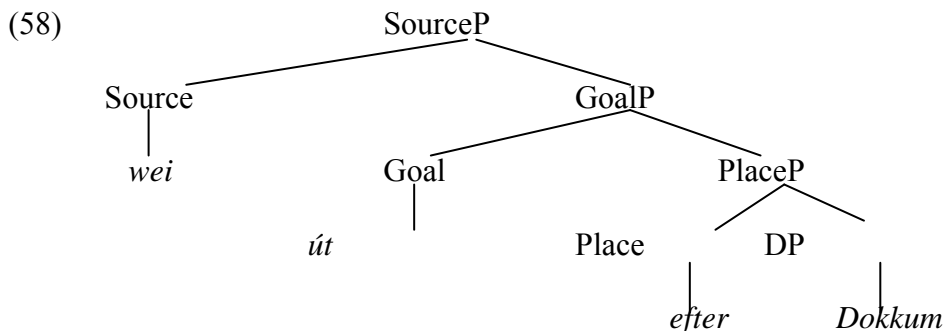 (58) SourceP
Source GoalP
wei Goal PlaceP
út Place DP
efter Dokkum